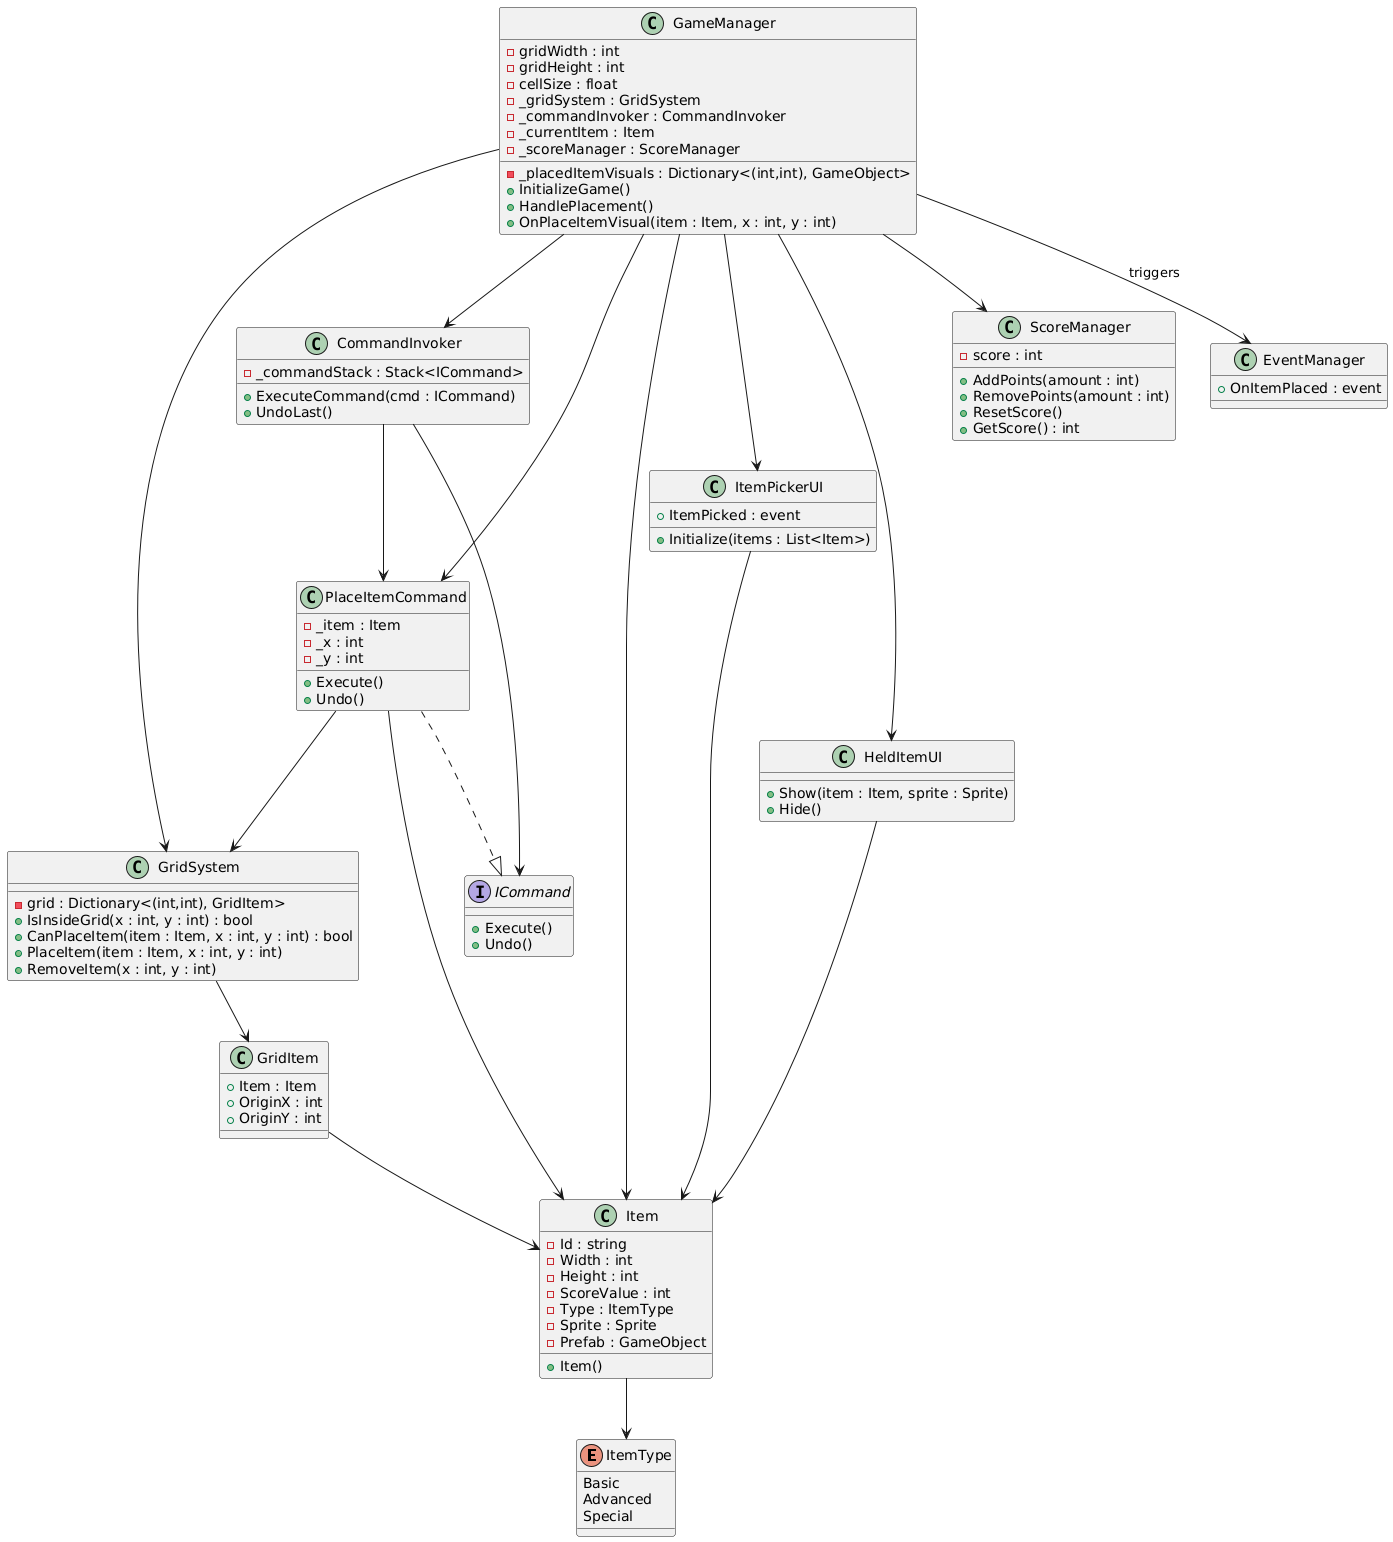 C GameManager
gridWidth : int
gridHeight : int
cellSize : float
_gridSystem : GridSystem
_commandInvoker : CommandInvoker
_currentItem : Item
_scoreManager : ScoreManager
_placedItemVisuals : Dictionary<(int,int), GameObject>
InitializeGame()
HandlePlacement()
OnPlaceItemVisual(item : Item, x : int, y : int)
triggers
C CommandInvoker
_commandStack : Stack<ICommand>
ExecuteCommand(cmd : ICommand)
UndoLast()
C ScoreManager
score : int
AddPoints(amount : int)
RemovePoints(amount : int)
ResetScore()
GetScore() : int
C EventManager
OnItemPlaced : event
C ItemPickerUI
ItemPicked : event
Initialize(items : List<Item>)
C PlaceItemCommand
_item : Item
_x : int
_y : int
Execute()
Undo()
C HeldItemUI
Show(item : Item, sprite : Sprite)
Hide()
C GridSystem
grid : Dictionary<(int,int), GridItem>
IsInsideGrid(x : int, y : int) : bool
CanPlaceItem(item : Item, x : int, y : int) : bool
PlaceItem(item : Item, x : int, y : int)
RemoveItem(x : int, y : int)
I ICommand
Execute()
Undo()
C GridItem
Item : Item
OriginX : int
OriginY : int
C Item
Id : string
Width : int
Height : int
ScoreValue : int
Type : ItemType
Sprite : Sprite
Prefab : GameObject
Item()
E ItemType
Basic
Advanced
Special